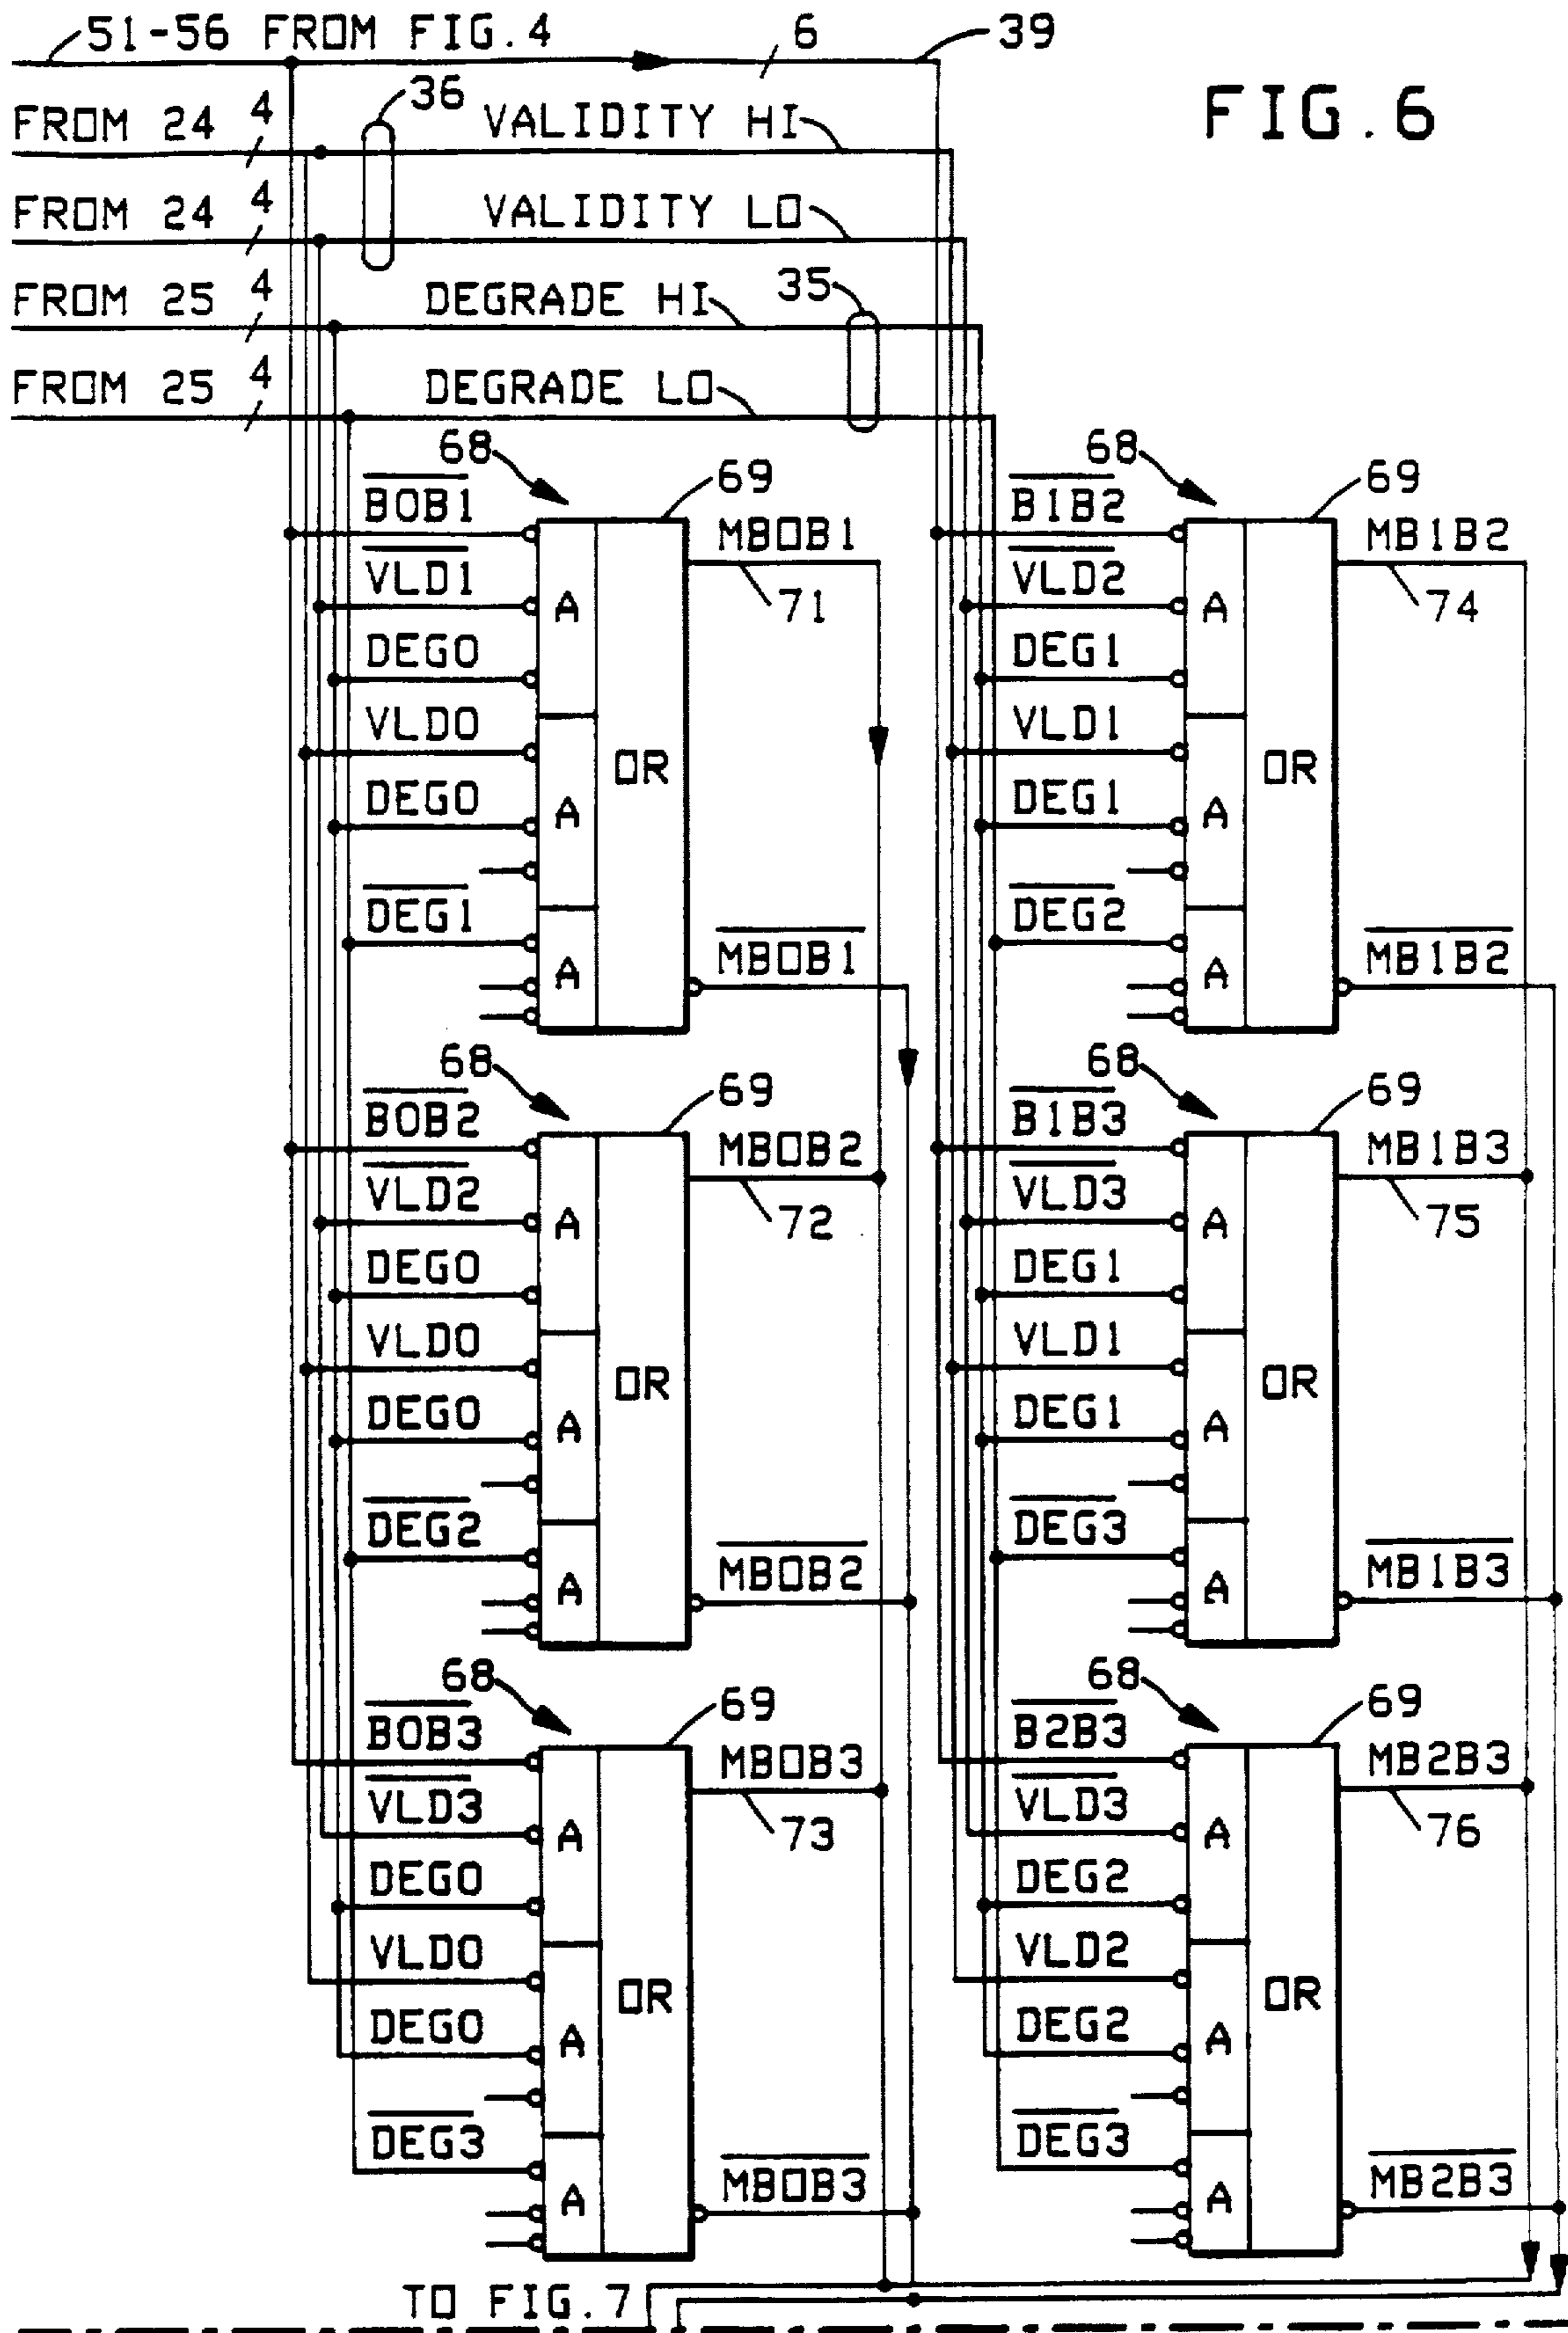 51-56 FROM FIG.4
6
39
FIG.6
FROM 24
4
36
VALIDITY HI
FROM 24
4
VALIDITY LO
FROM 25
4
DEGRADE HI
35
FROM 25
4
DEGRADE LO
68
69
B0B1
MB0B1
VLD1
A
71
DEG0
VLD0
OR
DEG0
A
DEG1
A
MB0B1
68
69
B1B2
MB1B2
VLD2
A
74
DEG1
VLD1
OR
DEG1
A
DEG2
A
MB1B2
68
69
B0B2
MB0B2
VLD2
A
72
DEG0
VLD0
OR
DEG0
A
DEG2
A
MB0B2
68
69
B1B3
MB1B3
VLD3
A
75
DEG1
VLD1
OR
DEG1
A
DEG3
A
MB1B3
68
69
B0B3
MB0B3
VLD3
A
73
DEG0
VLD0
OR
DEG0
A
DEG3
A
MB0B3
68
69
B2B3
MB2B3
VLD3
A
76
DEG2
VLD2
OR
DEG2
A
DEG3
A
MB2B3
TO FIG.7